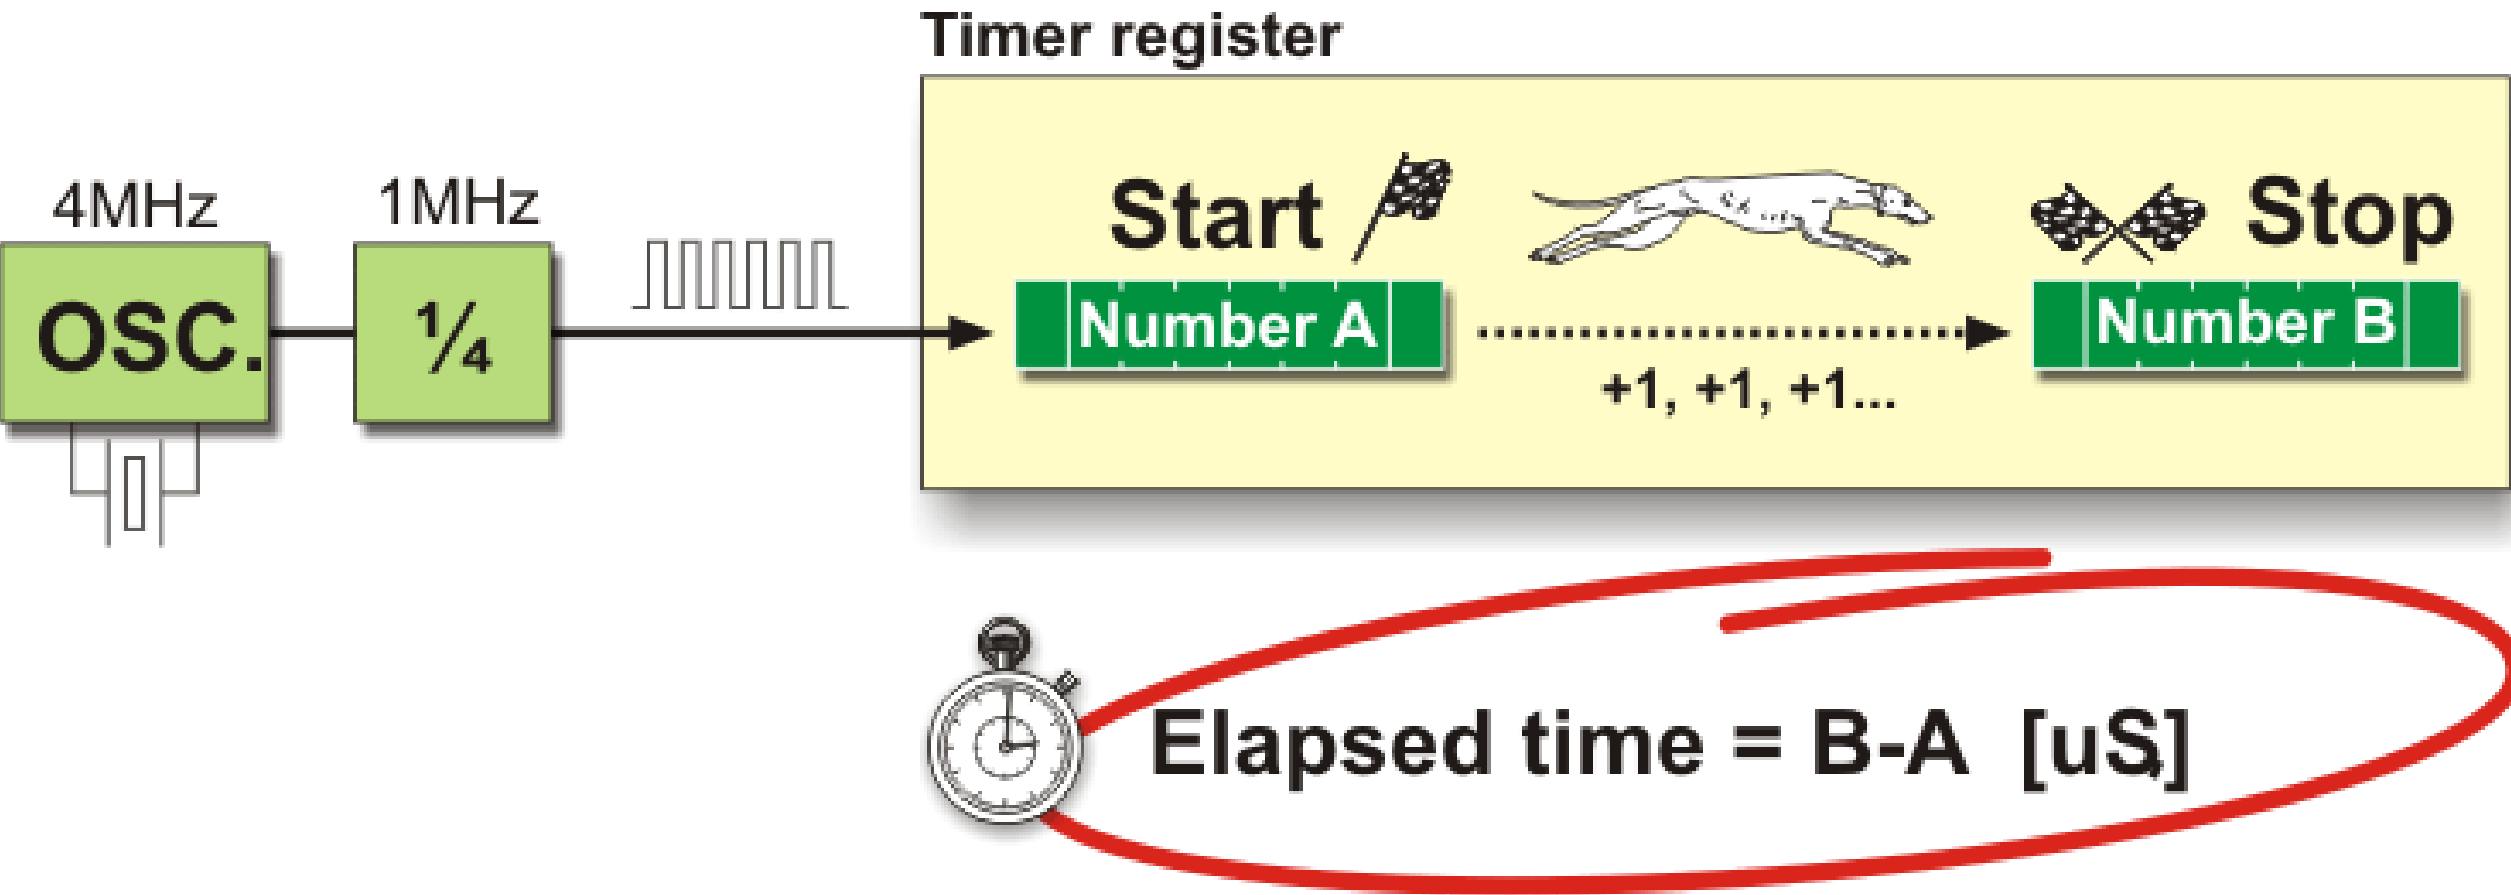 Timer register
4MHz
1MHz
OSC.
¼
Start
Stop
Number A
Number B
+1, +1, +1...
Elapsed time = B-A [uS]